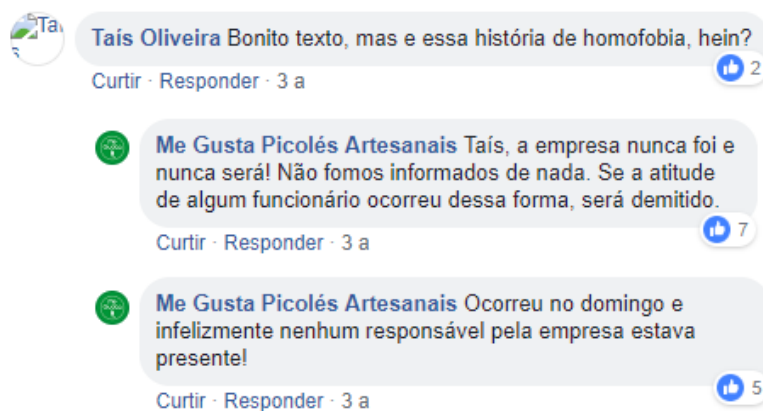 Taís Oliveira Bonito texto, mas e essa história de homofobia, hein?
2
Curtir · Responder · 3 a
Me Gusta Picolés Artesanais Taís, a empresa nunca foi e
nunca será! Não fomos informados de nada. Se a atitude
de algum funcionário ocorreu dessa forma, será demitido.
7
Curtir · Responder · 3 a
Me Gusta Picolés Artesanais Ocorreu no domingo e
infelizmente nenhum responsável pela empresa estava
presente!
5
Curtir · Responder · 3 a